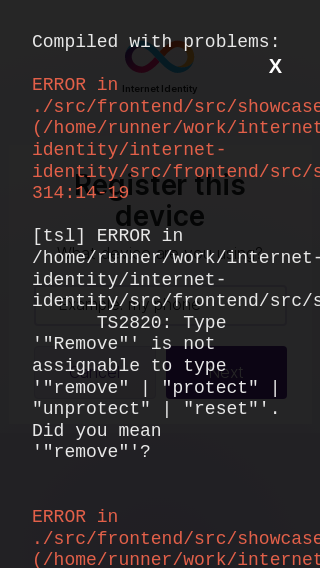 Compiled with problems:
X
ERROR in
./src/frontend/src/showcase
(/home/runner/work/internet
identity/internet-
identity/src/frontend/src/s
314:14-19
[tsl] ERROR in
/home/runner/work/internet-
identity/internet-
identity/src/frontend/src/s
TS2820: Type
'"Remove"' is not
assignable to type
'"remove" | "protect" |
"unprotect" | "reset"'.
Did you mean
'"remove"'?
ERROR in
./src/frontend/src/showcase
(/home/runner/work/internet
Internet Identity
Register this
device
Next